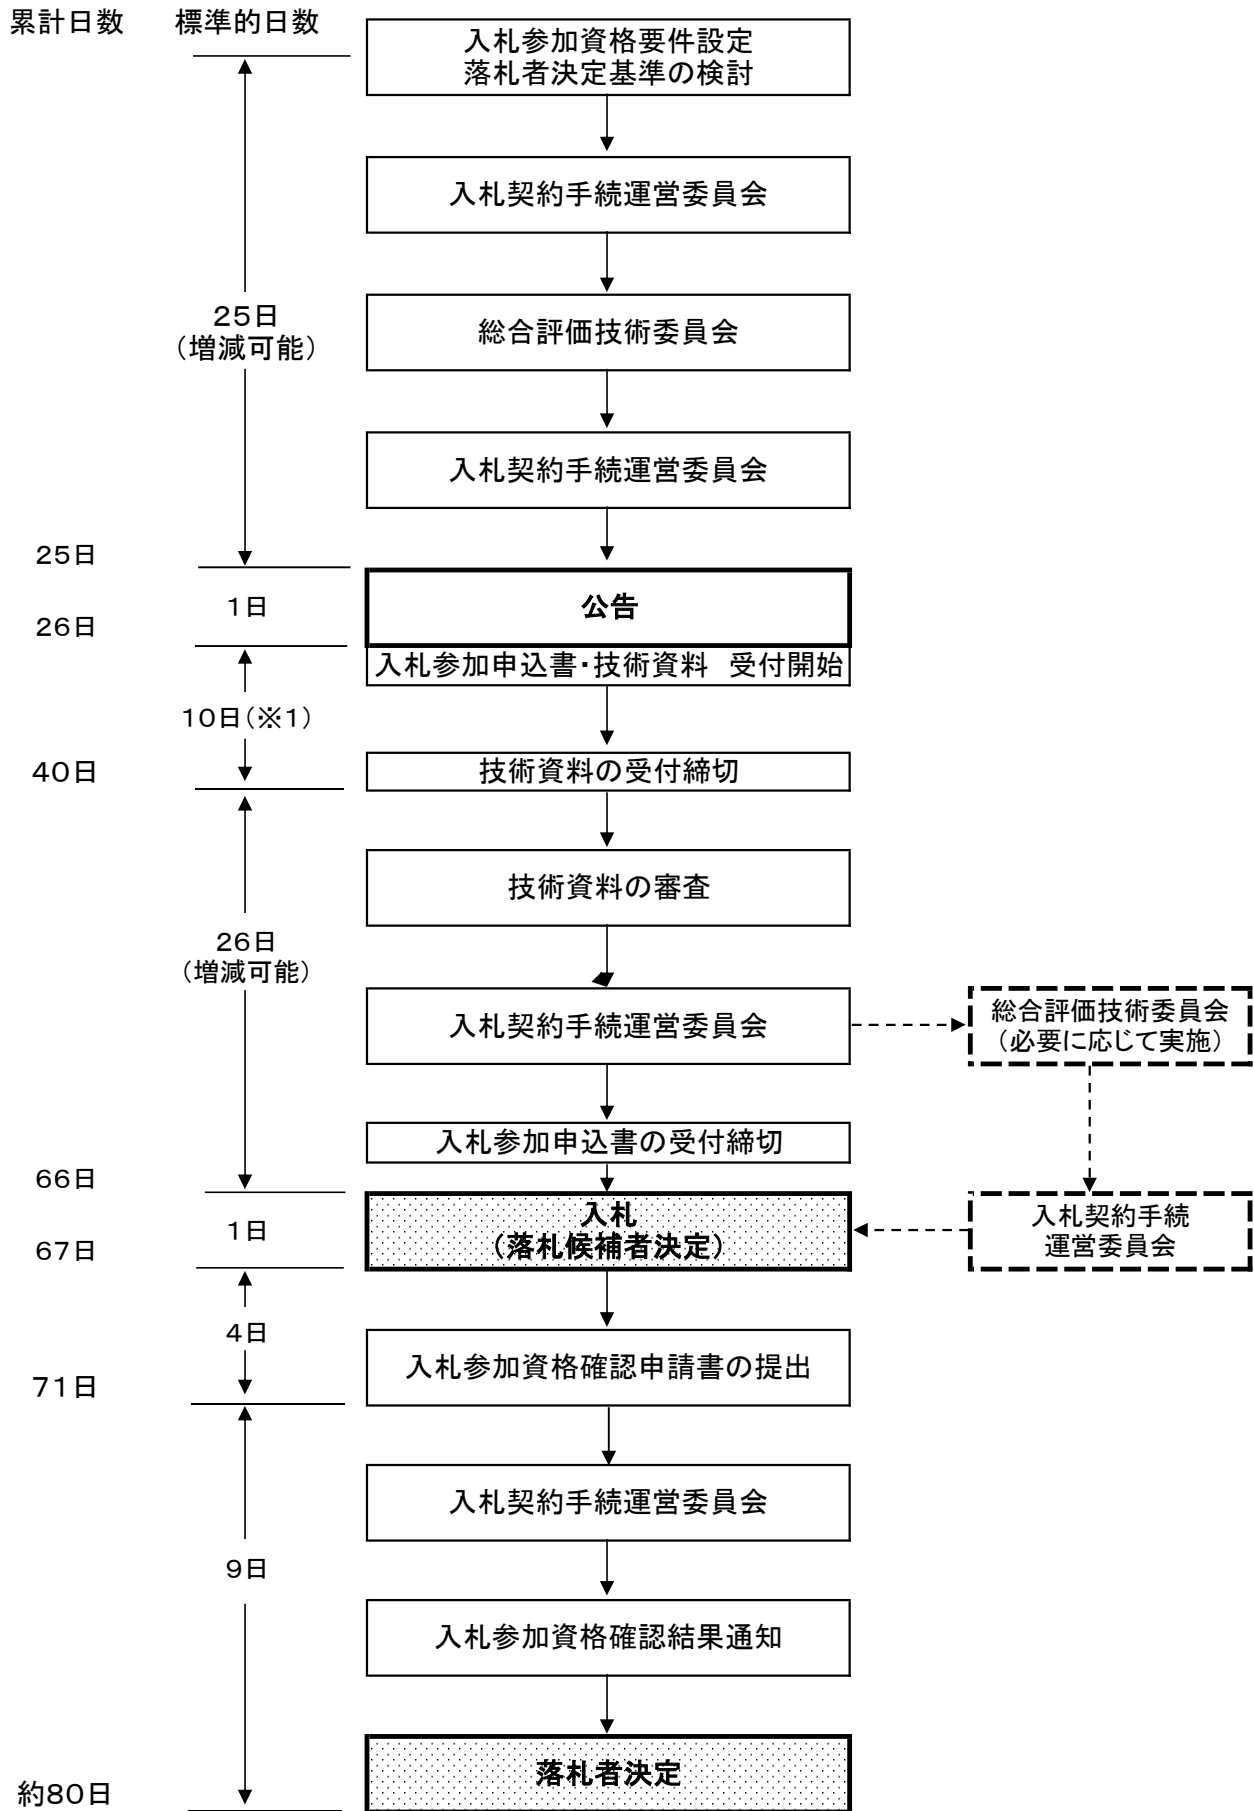 累計日数
標準的日数
入札参加資格要件設定
落札者決定基準の検討
入札契約手続運営委員会
25日
(増減可能)
総合評価技術委員会
入札契約手続運営委員会
25日
1日
公告
26日
入札参加申込書・技術資料　受付開始
10日(※1)
40日
技術資料の受付締切
技術資料の審査
26日
(増減可能)
入札契約手続運営委員会
総合評価技術委員会
(必要に応じて実施)
入札参加申込書の受付締切
66日
1日
入札
(落札候補者決定)
入札契約手続
運営委員会
67日
4日
入札参加資格確認申請書の提出
71日
入札契約手続運営委員会
9日
入札参加資格確認結果通知
落札者決定
約80日